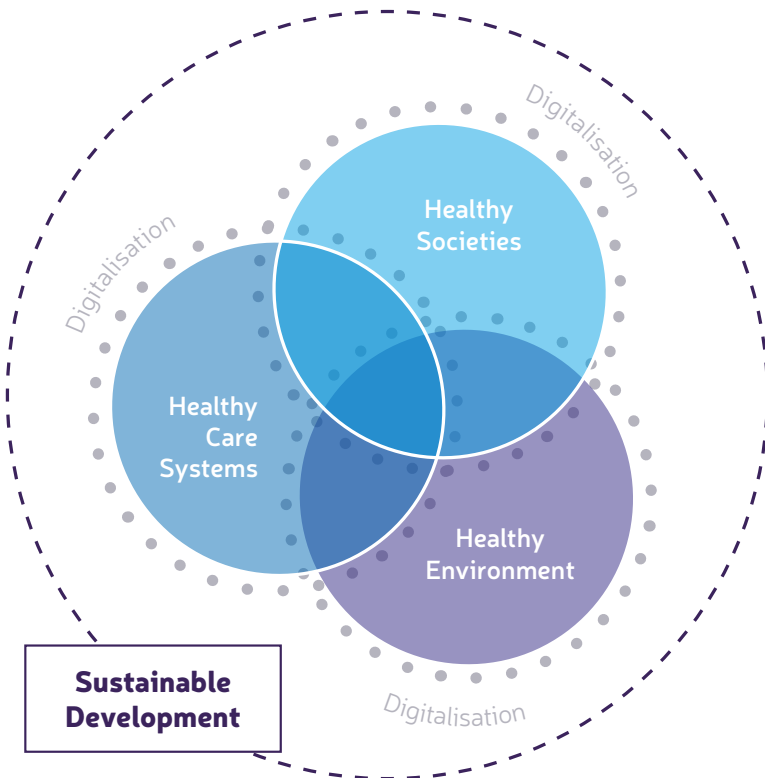 Digitalisation
Healthy
Societies
Digitalisation
Healthy
Care
Systems
Healthy
Environment
Sustainable
Development
Digitalisation